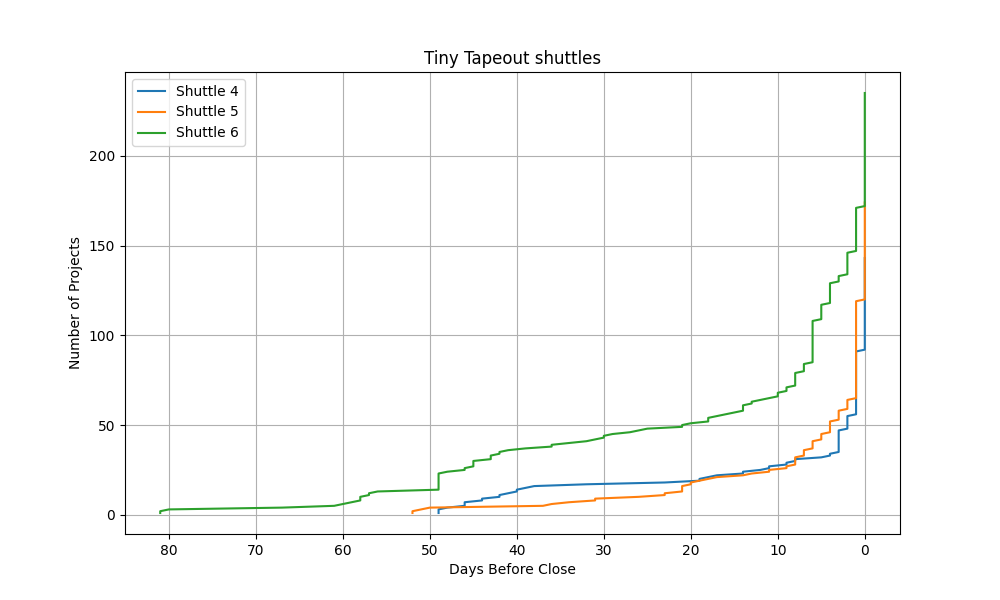 Tiny Tapeout shuttles
Shuttle 4
Shuttle 5
Shuttle 6
Number of Projects
200
150
100
50
0
80 70 60 50 40 30 20 10 0
Days Before Close